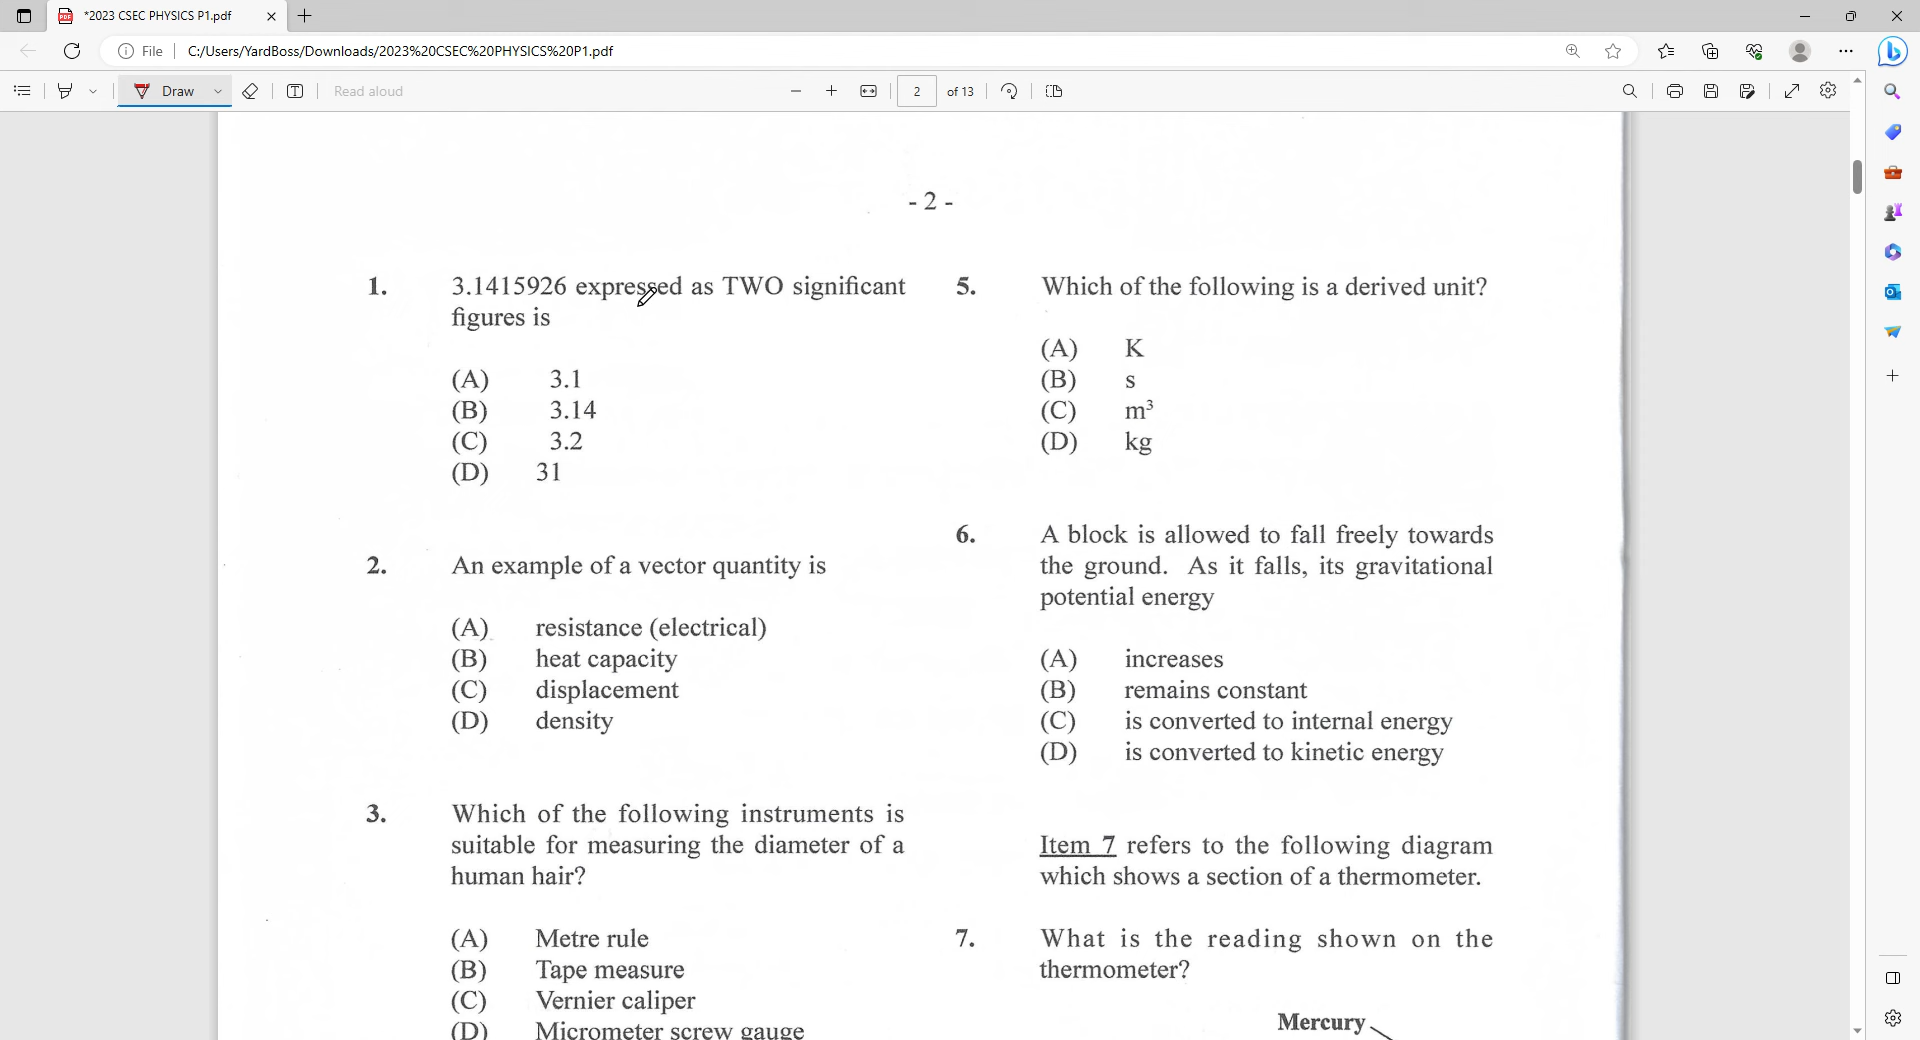 *2023 CSEC PHYSICS P1.pdf
File
C:/Users/YardBoss/Downloads/2023%20CSEC%20PHYSICS%20P1.pdf
Draw
Read aloud
2
of 13
- 2 -
1. 3.1415926 expressed as TWO significant
figures is
(A) 3.1
(B) 3.14
(C) 3.2
(D) 31
2. An example of a vector quantity is
(A) resistance (electrical)
(B) heat capacity
(C) displacement
(D) density
3. Which of the following instruments is
suitable for measuring the diameter of a
human hair?
(A) Metre rule
(B) Tape measure
(C) Vernier caliper
(D) Micrometer screw gauge
5. Which of the following is a derived unit?
(A) K
(B) s
(C) m³
(D) kg
6. A block is allowed to fall freely towards
the ground. As it falls, its gravitational
potential energy
(A) increases
(B) remains constant
(C) is converted to internal energy
(D) is converted to kinetic energy
Item 7 refers to the following diagram
which shows a section of a thermometer.
7. What is the reading shown on the
thermometer?
Mercury